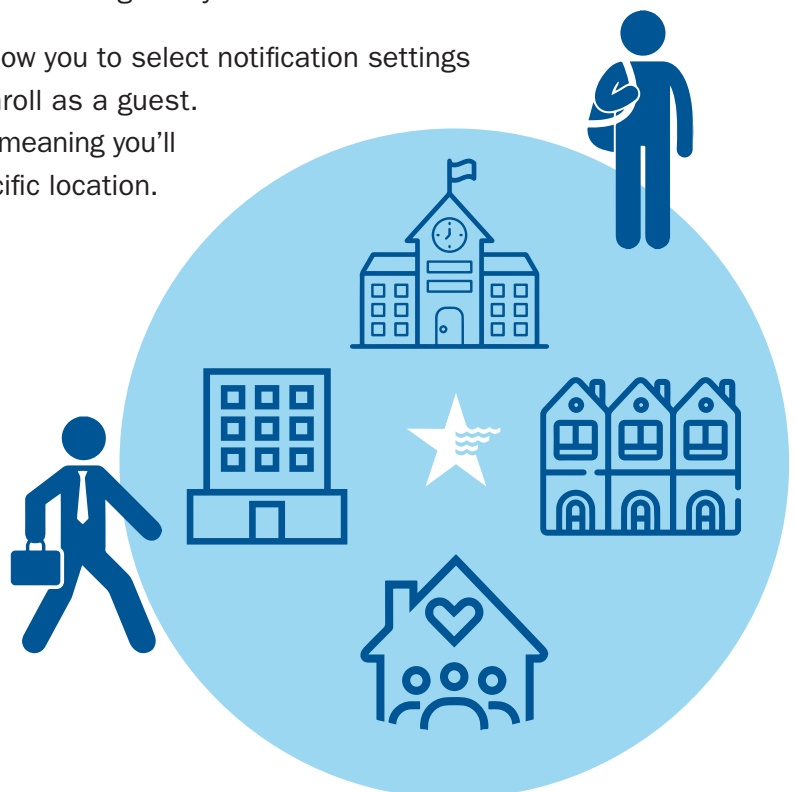 ow you to select notification settings
roll as a guest.
meaning you’ll
cific location.